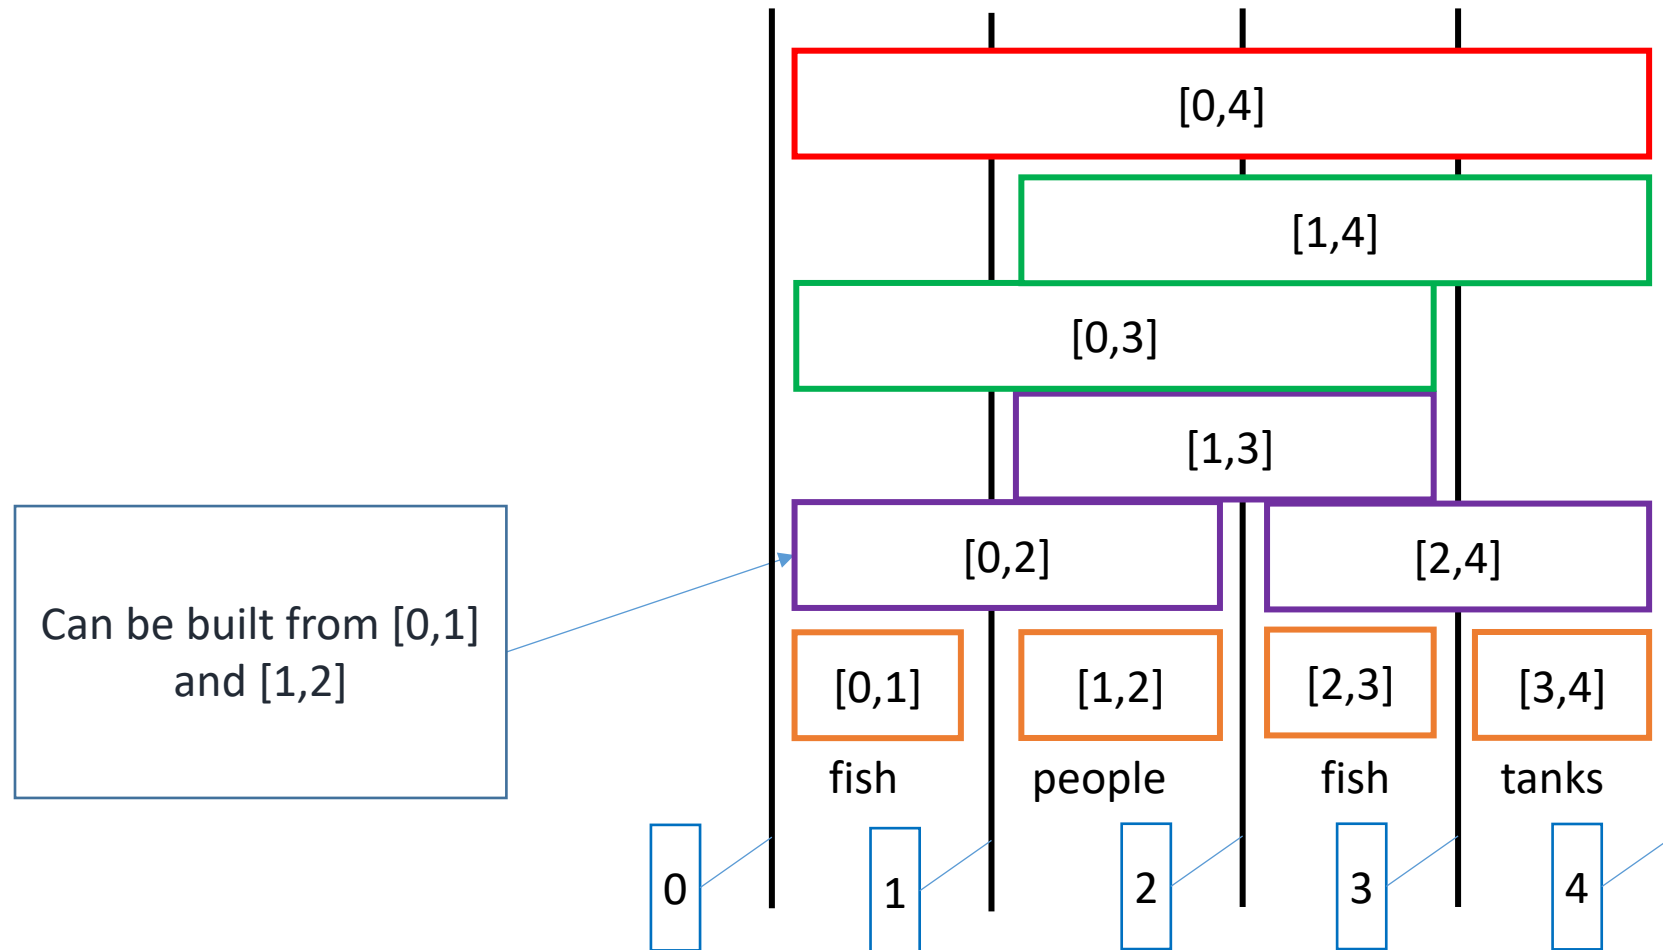 [0,4]
[1,4]
[0,3]
[1,3]
[0,2]
[2,4]
Can be built from [0,1]
and [1,2]
[0,1]
[1,2]
[2,3]
[3,4]
fish
people
fish
tanks
0
1
2
3
4